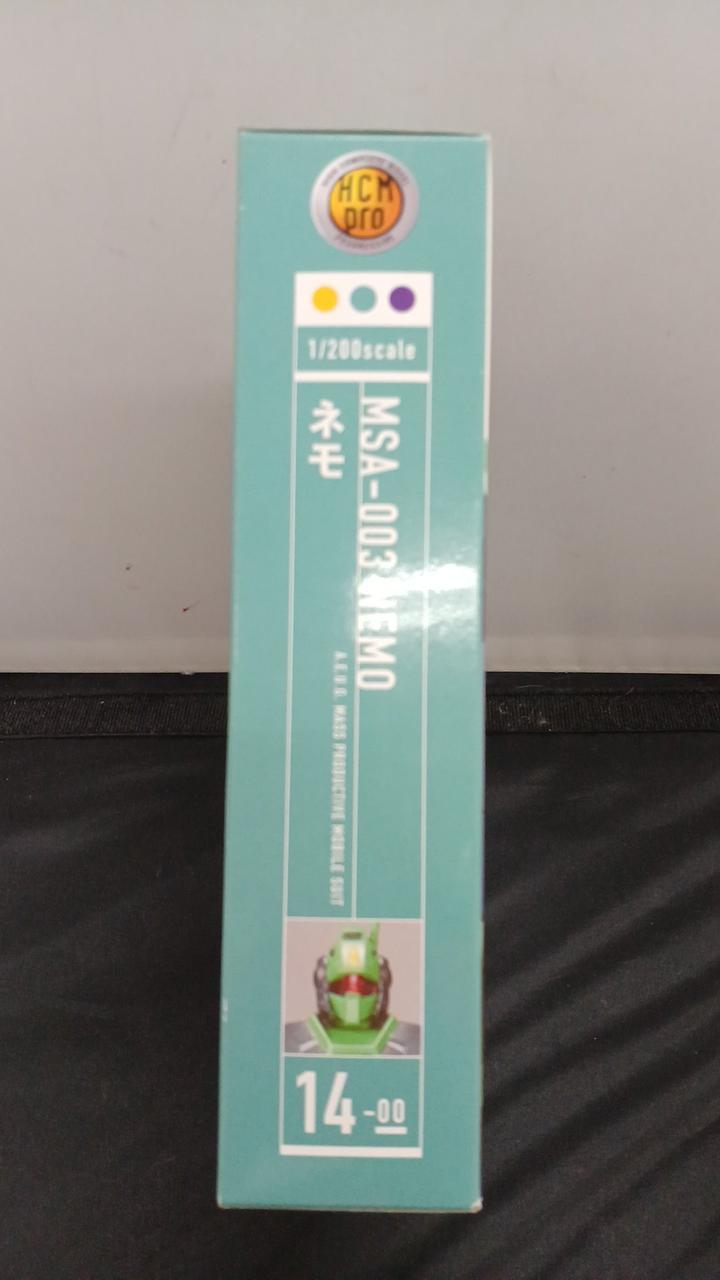 HCM
pro
1/200scale
MSA-003 NEMO
ネモ
A.E.U.G. MASS PRODUCTIVE MOBILE SUIT
14-00